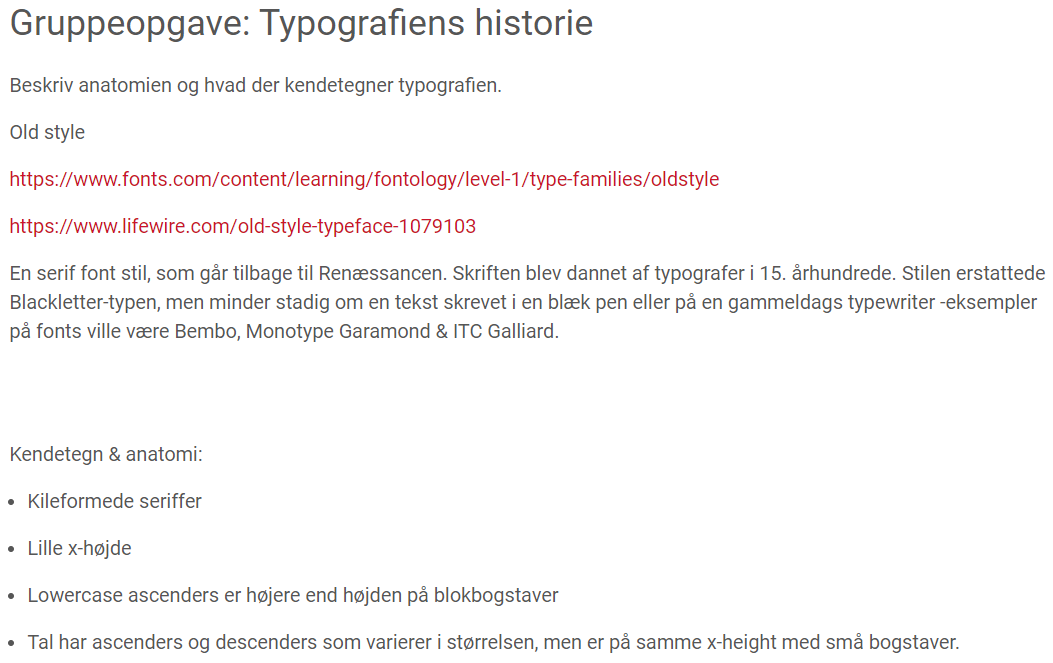 Gruppeopgave: Typografiens historie
Beskriv anatomien og hvad der kendetegner typografien.
Old style
https://www.fonts.com/content/learning/fontology/level-1/type-families/oldstyle
https://www.lifewire.com/old-style-typeface-1079103
En serif font stil, som går tilbage til Renæssancen. Skriften blev dannet af typografer i 15. århundrede. Stilen erstattede
Blackletter-typen, men minder stadig om en tekst skrevet i en blæk pen eller på en gammeldags typewriter -eksempler
på fonts ville være Bembo, Monotype Garamond & ITC Galliard.
Kendetegn & anatomi:
• Kileformede seriffer
• Lille x-højde
• Lowercase ascenders er højere end højden på blokbogstaver
• Tal har ascenders og descenders som varierer i størrelsen, men er på samme x-height med små bogstaver.